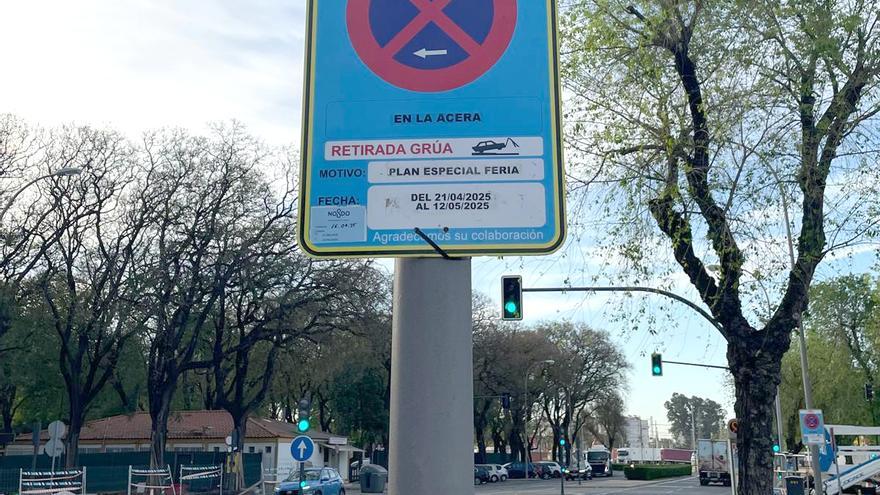 EN LA ACERA
RETIRADA GRÚA
MOTIVO: PLAN ESPECIAL FERIA
FECHA: DEL 21/04/2025
AL 12/05/2025
NO8DO
Agradecemos su colaboración